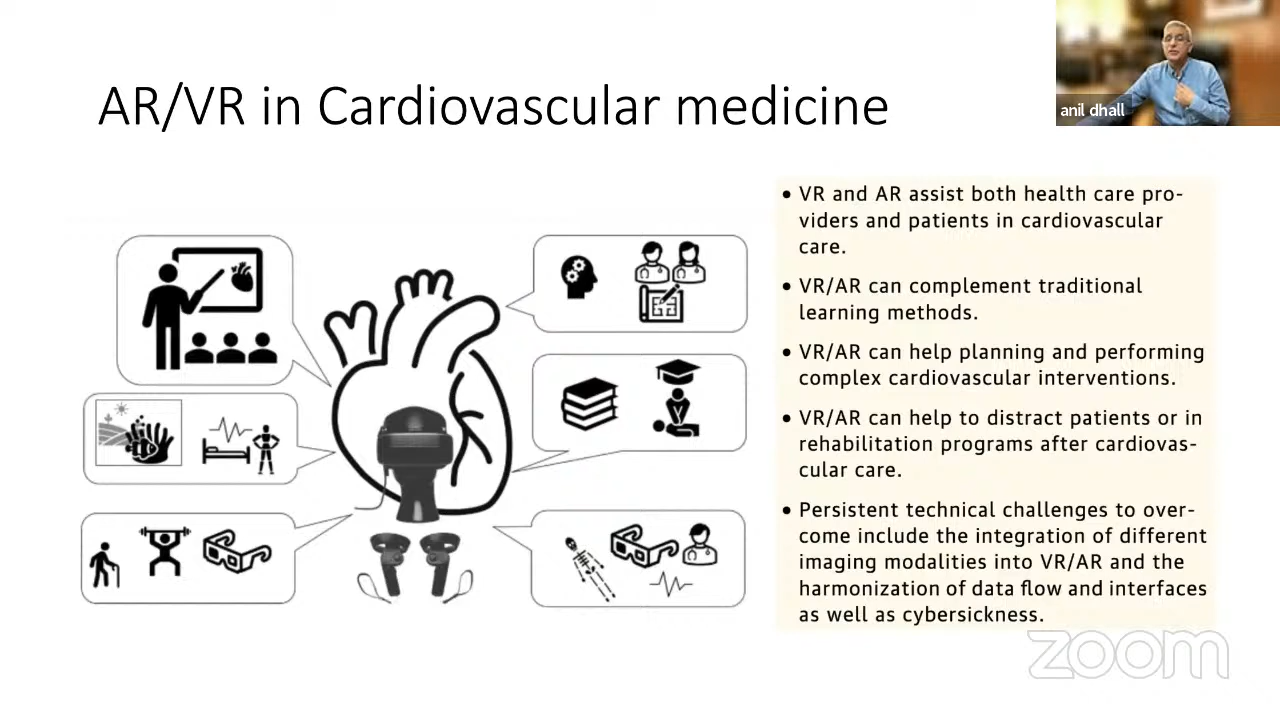 anil dhall
AR/VR in Cardiovascular medicine
• VR and AR assist both health care pro-
viders and patients in cardiovascular
care.
• VR/AR can complement traditional
learning methods.
• VR/AR can help planning and performing
complex cardiovascular interventions.
• VR/AR can help to distract patients or in
rehabilitation programs after cardiovas-
cular care.
• Persistent technical challenges to over-
come include the integration of different
imaging modalities into VR/AR and the
harmonization of data flow and interfaces
as well as cybersickness.
zoom